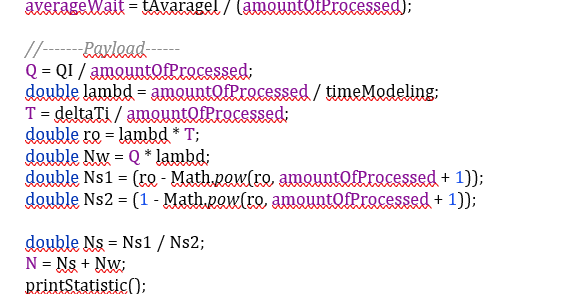 averageWait = tAvarageI / (amountOfProcessed);
//-------Payload------
Q = QI / amountOfProcessed;
double lambd = amountOfProcessed / timeModeling;
T = deltaTi / amountOfProcessed;
double ro = lambd * T;
double Nw = Q * lambd;
double Ns1 = (ro - Math.pow(ro, amountOfProcessed + 1));
double Ns2 = (1 - Math.pow(ro, amountOfProcessed + 1));
double Ns = Ns1 / Ns2;
N = Ns + Nw;
printStatistic();